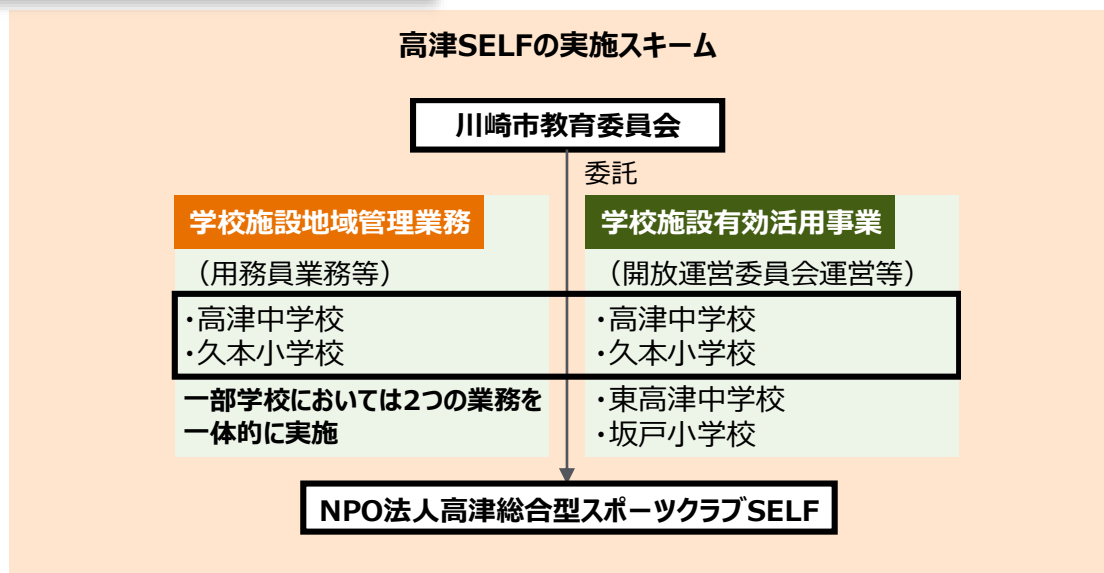 高津SELFの実施スキーム
川崎市教育委員会
委託
学校施設地域管理業務
（用務員業務等）
・高津中学校
・久本小学校
一部学校においては2つの業務を
一体的に実施
学校施設有効活用事業
（開放運営委員会運営等）
・高津中学校
・久本小学校
・東高津中学校
・坂戸小学校
NPO法人高津総合型スポーツクラブSELF